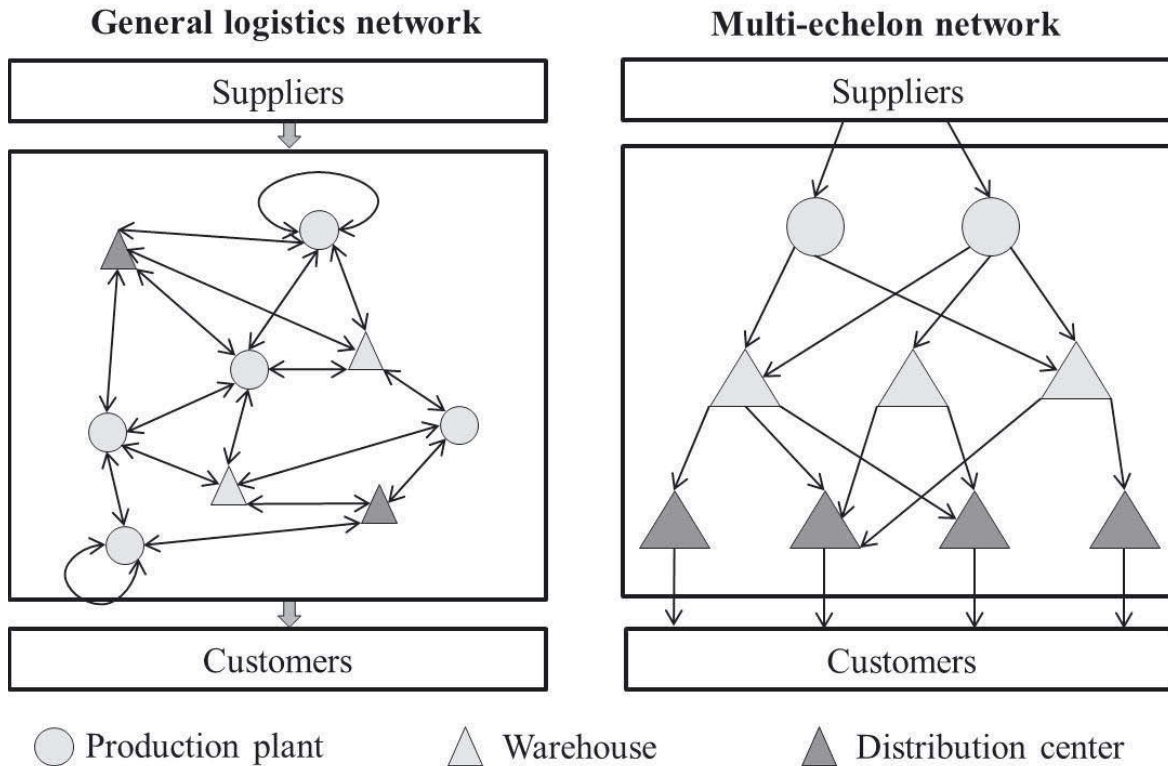 General logistics network
Multi-echelon network
Suppliers
Suppliers
Customers
Customers
Production plant
Warehouse
Distribution center